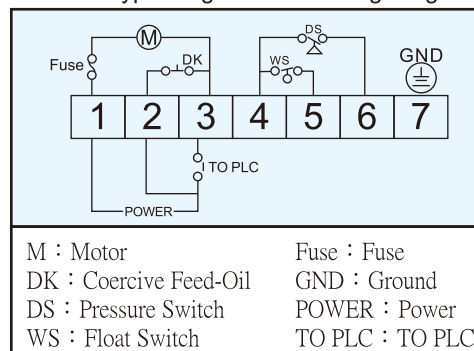 DS
M
DK
WS
GND
Fuse
1 2 3 4 5 6 7
TO PLC
POWER
M：Motor
Fuse：Fuse
DK：Coercive Feed-Oil
GND：Ground
DS：Pressure Switch
POWER：Power
WS：Float Switch
TO PLC：TO PLC